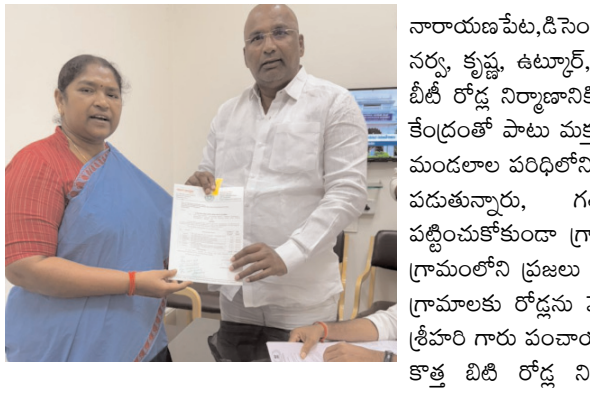 నారాయణపేట,డిసెం
నర్వ, కృష్ణ, ఉట్కూర్,
బీటీ రోడ్ల నిర్మాణానికి
కేంద్రంతో పాటు మక్త
మండలాల పరిధిలోని
పడుతున్నారు,
పట్టించుకోకుండా గ్రా
గ్రామంలోని ప్రజలు
గ్రామాలకు రోడ్లను
శ్రీహరి గారు పంచాయ
కొత్త బిటి రోడ్ల ని